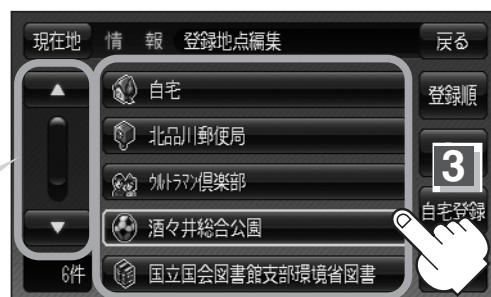 現在地 情 報 登録地点編集 戻る
▲ 自宅 登録順
北品川郵便局
3
ウルトラマン倶楽部
自宅登録
▼ 酒々井総合公園
6件 国立国会図書館支部環境省図書